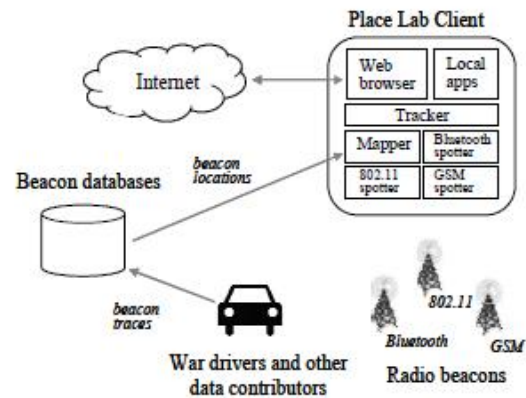 Place Lab Client
Internet
Web
browser
Local
apps
Tracker
Mapper
Bluetooth
spotter
802.11
spotter
GSM
spotter
beacon
locations
Beacon databases
beacon
traces
War drivers and other
data contributors
802.11
Bluetooth
GSM
Radio beacons